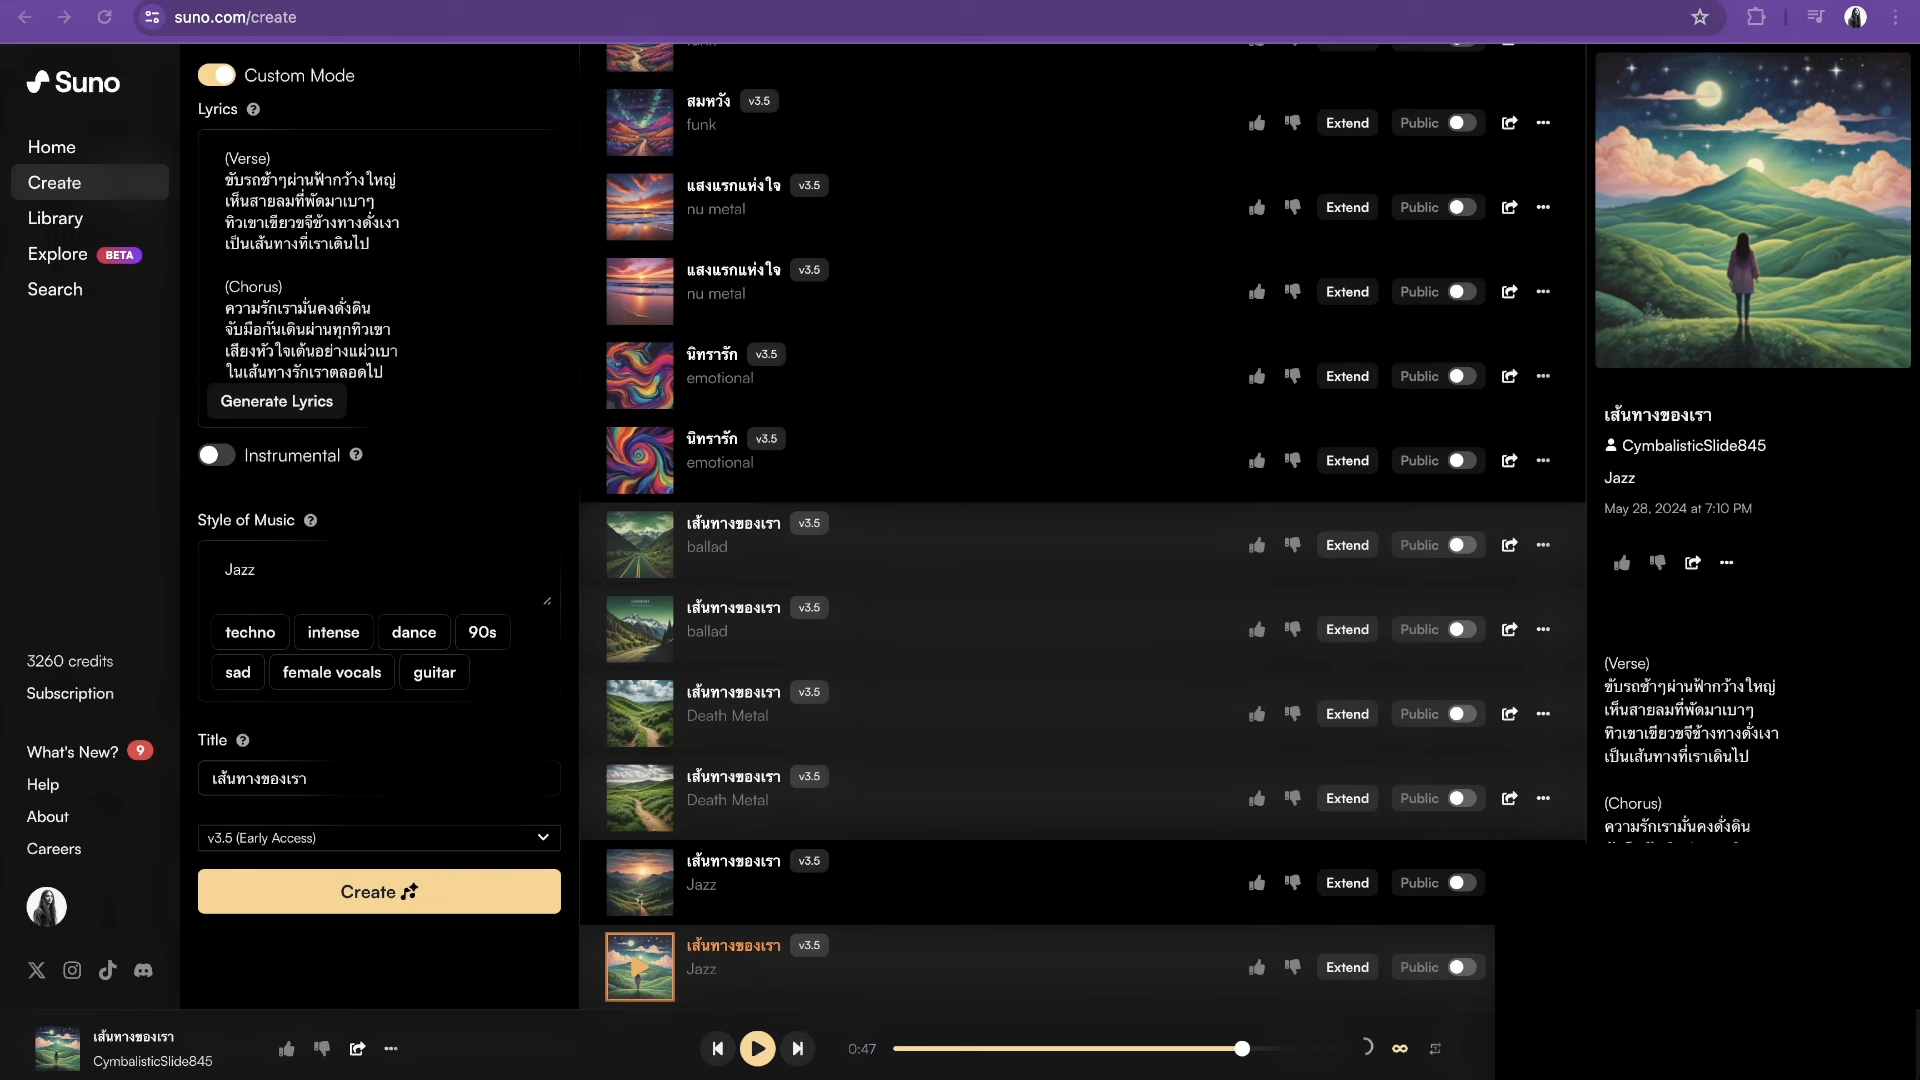 suno.com/create
Suno
Home
Create
Library
Explore BETA
Search
3260 credits
Subscription
What's New? 9
Help
About
Careers
Custom Mode
Lyrics
(Verse)
ขับรถช้าๆผ่านฟ้ากว้างใหญ่
เห็นสายลมที่พัดมาเบาๆ
ทิวเขาเขียวขจีข้างทางดั่งเงา
เป็นเส้นทางที่เราเดินไป
(Chorus)
ความรักเรามั่นคงดั่งดิน
จับมือกันเดินผ่านทุกทิวเขา
เสียงหัวใจเต้นอย่างแผ่วเบา
ในเส้นทางรักเราตลอดไป
Generate Lyrics
Instrumental
Style of Music
Jazz
techno intense dance 90s
sad female vocals guitar
Title
เส้นทางของเรา
v3.5 (Early Access)
Create
funk
สมหวัง v3.5
funk
Extend Public
แสงแรกแห่งใจ v3.5
nu metal
Extend Public
แสงแรกแห่งใจ v3.5
nu metal
Extend Public
นิทรารัก v3.5
emotional
Extend Public
นิทรารัก v3.5
emotional
Extend Public
เส้นทางของเรา v3.5
ballad
Extend Public
เส้นทางของเรา v3.5
ballad
Extend Public
เส้นทางของเรา v3.5
Death Metal
Extend Public
เส้นทางของเรา v3.5
Death Metal
Extend Public
เส้นทางของเรา v3.5
Jazz
Extend Public
เส้นทางของเรา v3.5
Jazz
Extend Public
เส้นทางของเรา
CymbalisticSlide845
Jazz
May 28, 2024 at 7:10 PM
(Verse)
ขับรถช้าๆผ่านฟ้ากว้างใหญ่
เห็นสายลมที่พัดมาเบาๆ
ทิวเขาเขียวขจีข้างทางดั่งเงา
เป็นเส้นทางที่เราเดินไป
(Chorus)
ความรักเรามั่นคงดั่งดิน
เส้นทางของเรา
CymbalisticSlide845
0:47